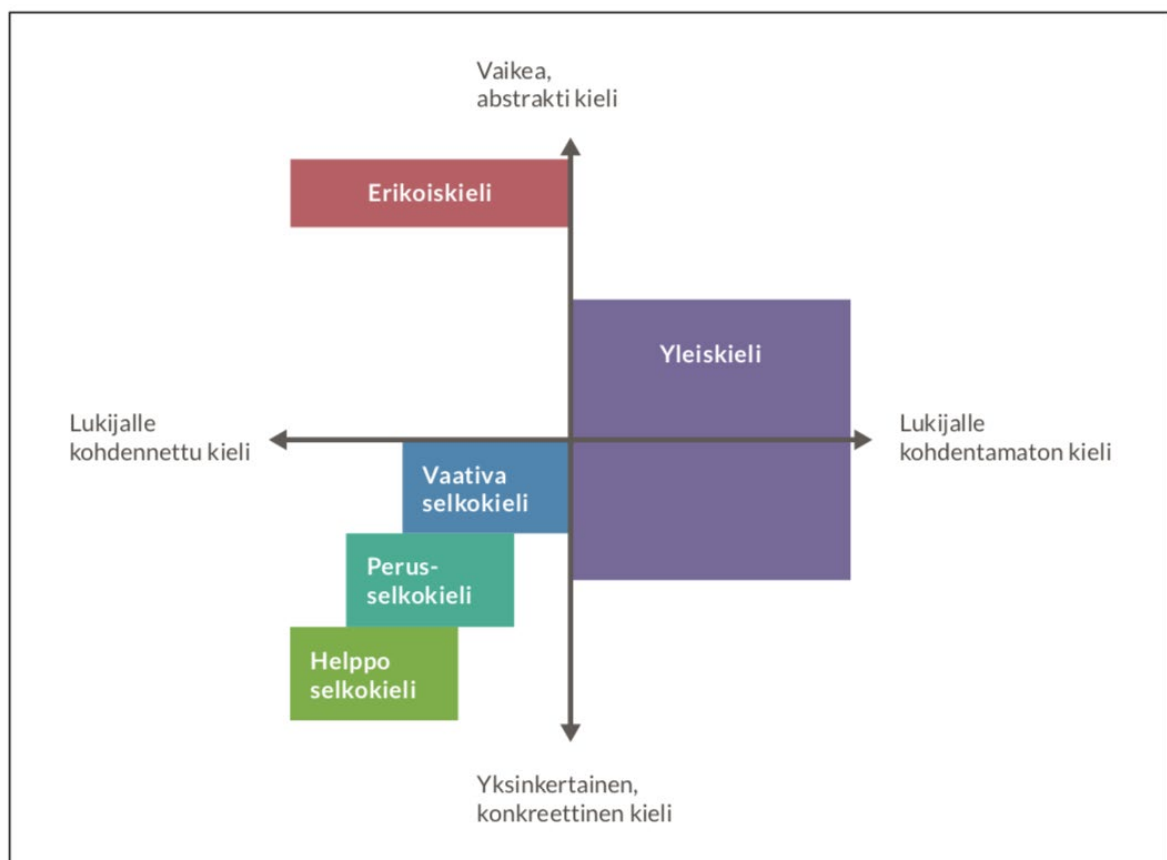 Vaikea,
abstrakti kieli
Erikoiskieli
Yleiskieli
Lukijalle
kohdennettu kieli
Lukijalle
kohdentamaton kieli
Vaativa
selkokieli
Perus-
selkokieli
Helppo
selkokieli
Yksinkertainen,
konkreettinen kieli